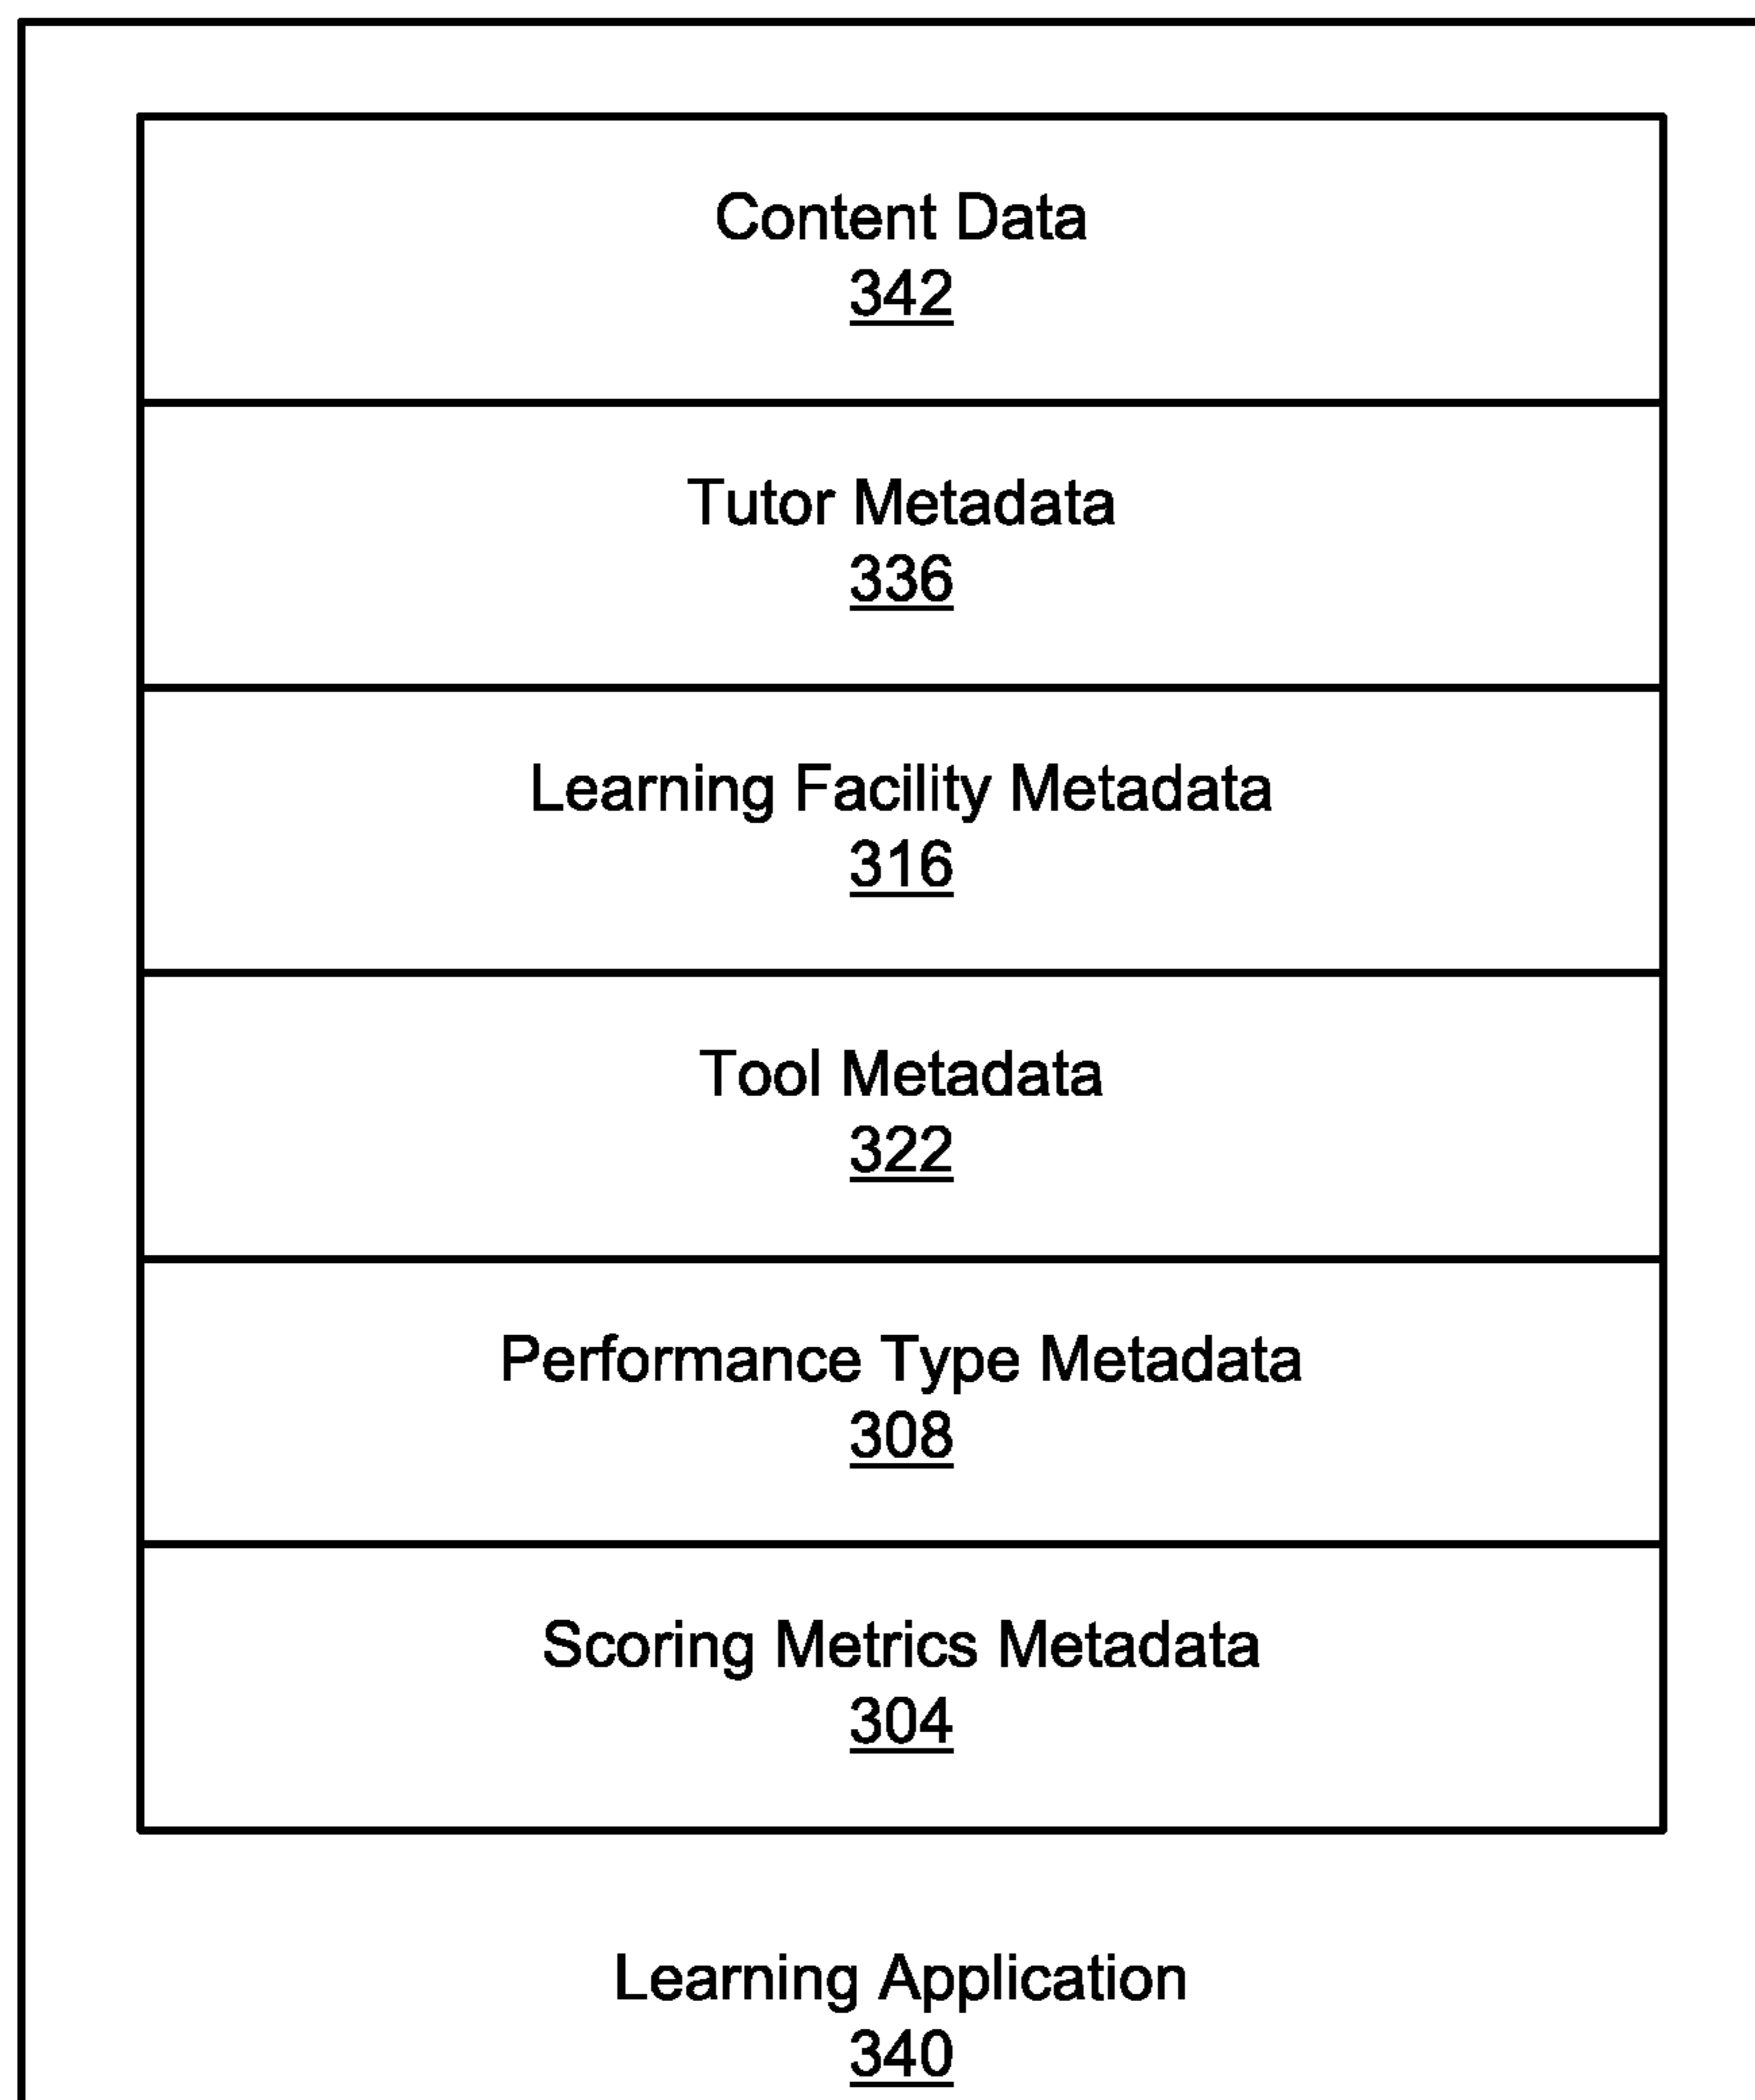 Content Data
342
Tutor Metadata
336
Learning Facility Metadata
316
Tool Metadata
322
Performance Type Metadata
308
Scoring Metrics Metadata
304
Learning Application
340